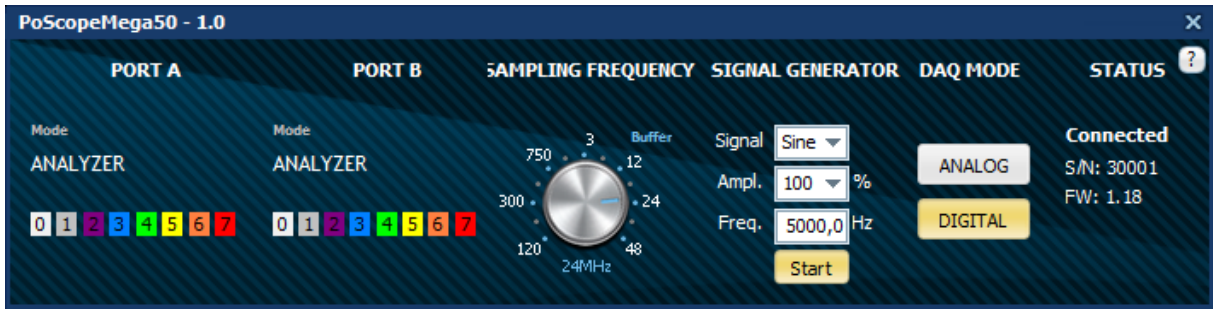 PoScopeMega50 - 1.0
PORT A
PORT B
SAMPLING FREQUENCY
SIGNAL GENERATOR
DAQ MODE
STATUS
?
Mode
ANALYZER
0 1 2 3 4 5 6 7
Mode
ANALYZER
0 1 2 3 4 5 6 7
Buffer
3
750
12
300
24
120
48
24MHz
Signal Sine
Ampl. 100 %
Freq. 5000,0 Hz
Start
ANALOG
DIGITAL
Connected
S/N: 30001
FW: 1.18